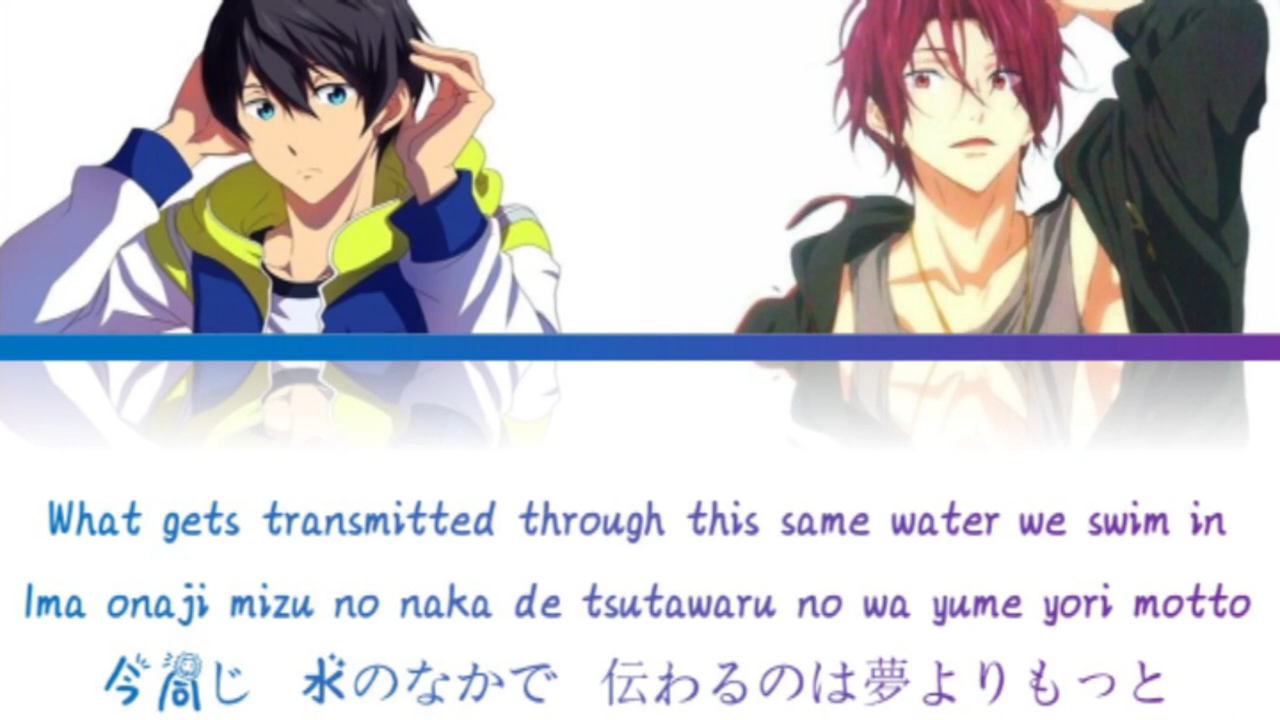 What gets transmitted through this same water we swim in
Ima onaji mizu no naka de tsutawaru no wa yume yori motto
今同じ 水のなかで 伝わるのは夢よりもっと